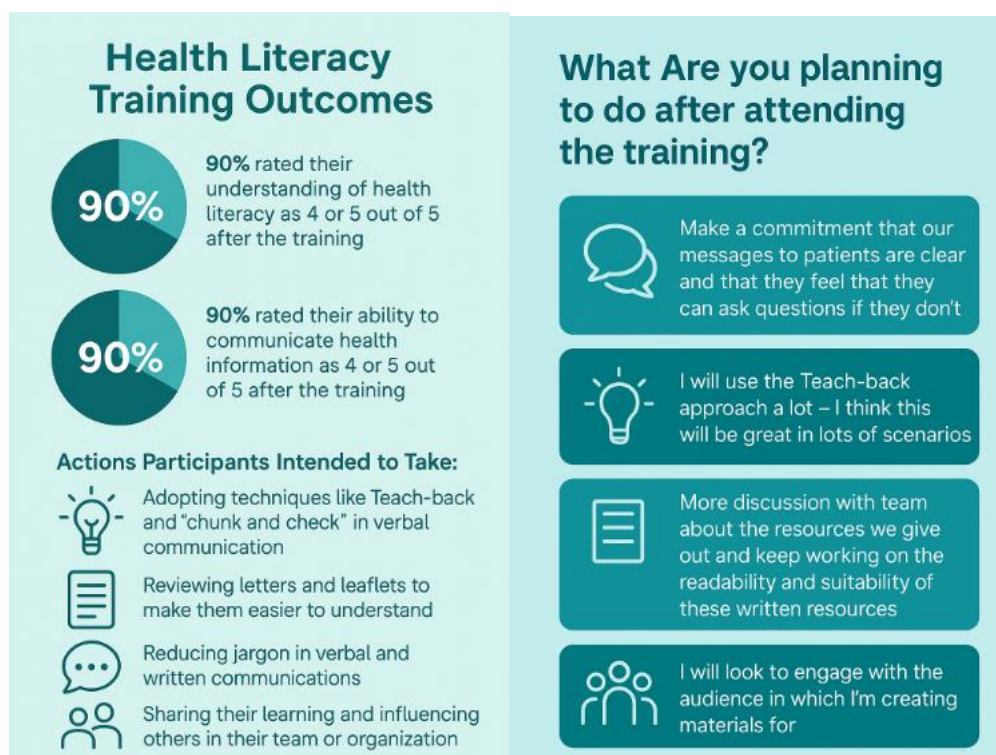 Health Literacy
Training Outcomes
90%
90% rated their
understanding of health
literacy as 4 or 5 out of 5
after the training
90%
90% rated their ability to
communicate health
information as 4 or 5 out
of 5 after the training
Actions Participants Intended to Take:
Adopting techniques like Teach-back
and “chunk and check” in verbal
communication
Reviewing letters and leaflets to
make them easier to understand
Reducing jargon in verbal and
written communications
Sharing their learning and influencing
others in their team or organization
What Are you planning
to do after attending
the training?
Make a commitment that our
messages to patients are clear
and that they feel that they
can ask questions if they don’t
I will use the Teach-back
approach a lot – I think this
will be great in lots of scenarios
More discussion with team
about the resources we give
out and keep working on the
readability and suitability of
these written resources
I will look to engage with the
audience in which I’m creating
materials for